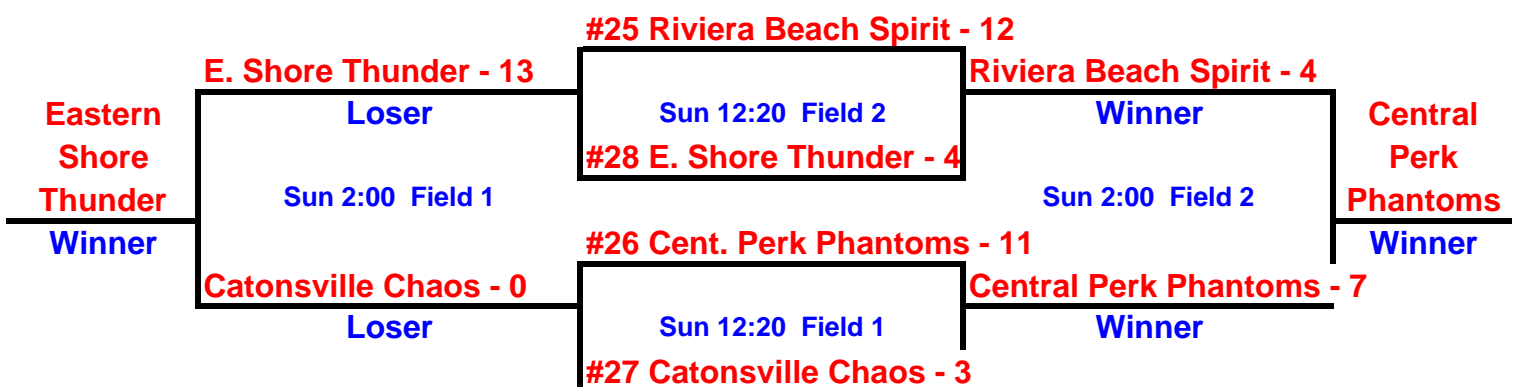 #25 Riviera Beach Spirit - 12
E. Shore Thunder - 13
Riviera Beach Spirit - 4
Eastern
Shore
Thunder
Winner
Loser
Sun 12:20 Field 2
Winner
Central
Perk
Phantoms
Winner
#28 E. Shore Thunder - 4
Sun 2:00 Field 1
Sun 2:00 Field 2
#26 Cent. Perk Phantoms - 11
Catonsville Chaos - 0
Central Perk Phantoms - 7
Loser
Sun 12:20 Field 1
Winner
#27 Catonsville Chaos - 3